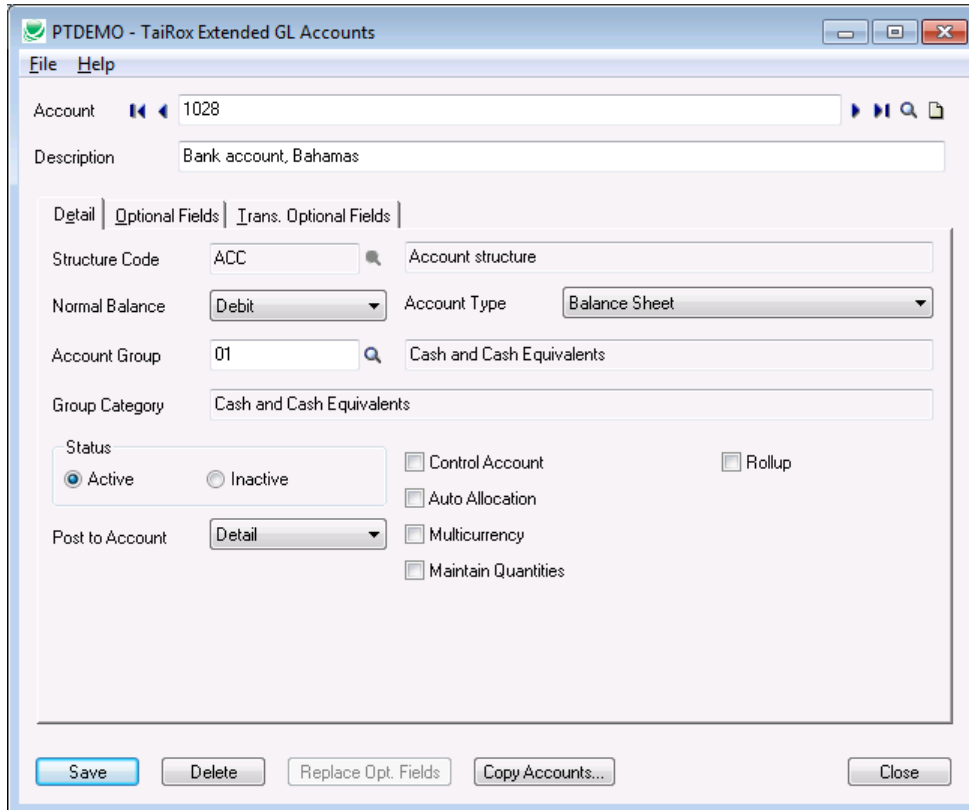 PTDEMO - TaiRox Extended GL Accounts
File Help
Account 1028
Description Bank account, Bahamas
Detail Optional Fields Trans. Optional Fields
Structure Code ACC Account structure
Normal Balance Debit Account Type Balance Sheet
Account Group 01 Cash and Cash Equivalents
Group Category Cash and Cash Equivalents
Status
Control Account Rollup
Active Inactive
Auto Allocation
Post to Account Detail Multicurrency
Maintain Quantities
Save Delete Replace Opt. Fields Copy Accounts... Close